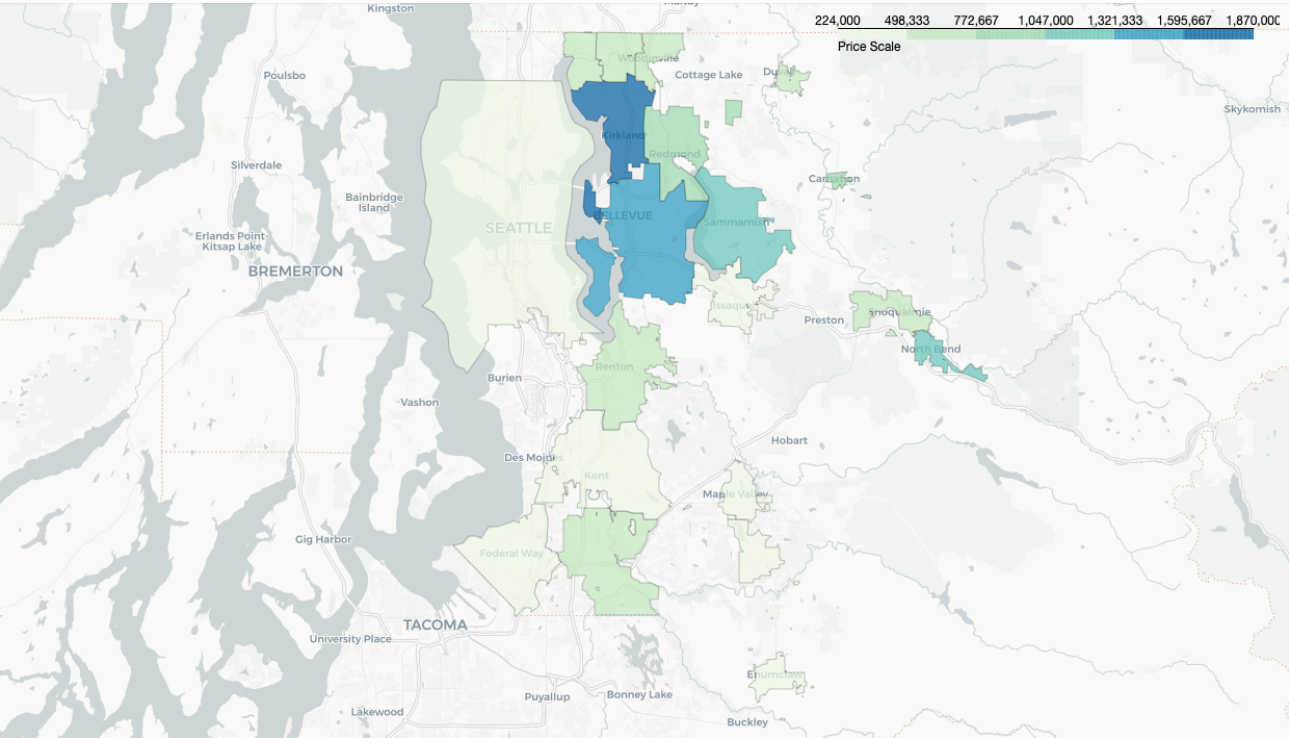 Kingston
224,000 498,333 772,667 1,047,000 1,321,333 1,595,667 1,870,000
Price Scale
Woodinville
Poulsbo
Cottage Lake
Skykomish
Kirkland
Redmond
Silverdale
Carnation
Bainbridge
Island
BELLEVUE
Sammamish
SEATTLE
Erlands Point-
Kitsap Lake
BREMERTON
Issaquah
Snoqualmie
Preston
North Bend
Renton
Burien
Vashon
Hobart
Des Moines
Kent
Maple Valley
Gig Harbor
Federal Way
TACOMA
University Place
Enumclaw
Puyallup
Bonney Lake
Lakewood
Buckley